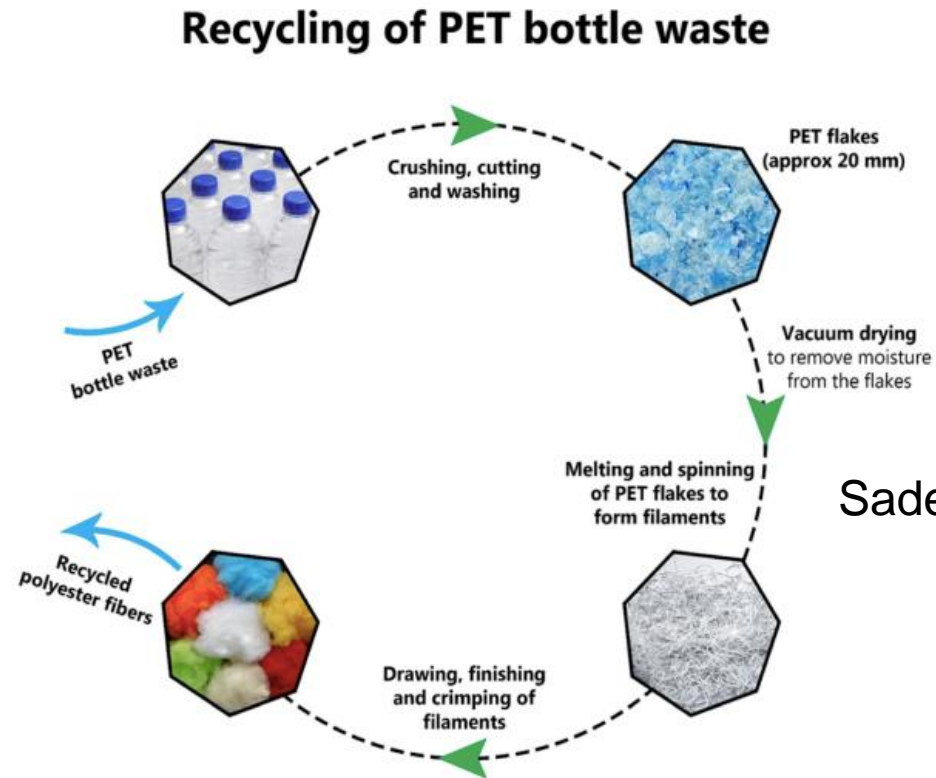 Recycling of PET bottle waste
PET
bottle waste
Crushing, cutting
and washing
PET flakes
(approx 20 mm)
Vacuum drying
to remove moisture
from the flakes
Melting and spinning
of PET flakes to
form filaments
Sade
Drawing, finishing
and crimping of
filaments
Recycled
polyester fibers